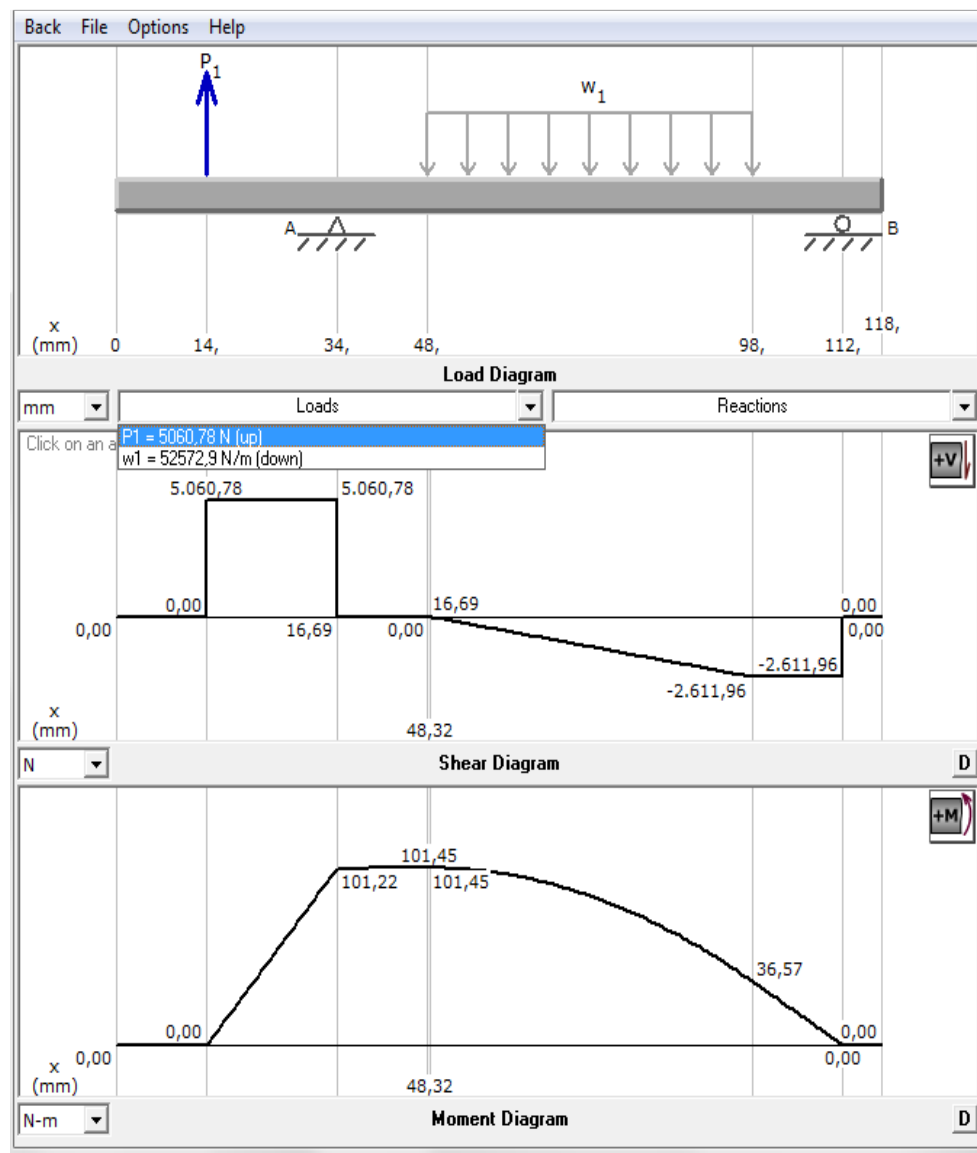 Back File Options Help
P1
w1
A
B
x
(mm) 0 14, 34, 48, 98, 112, 118,
Load Diagram
mm Loads Reactions
Click on an a
P1 = 5060,78 N (up)
w1 = 52572,9 N/m (down)
+V
5.060,78 5.060,78
0,00 16,69 0,00
0,00 16,69 0,00 0,00
-2.611,96
-2.611,96
x
(mm) 48,32
N Shear Diagram D
+M
101,45
101,22 101,45
36,57
0,00 0,00
0,00 0,00
x
(mm) 48,32
N-m Moment Diagram D